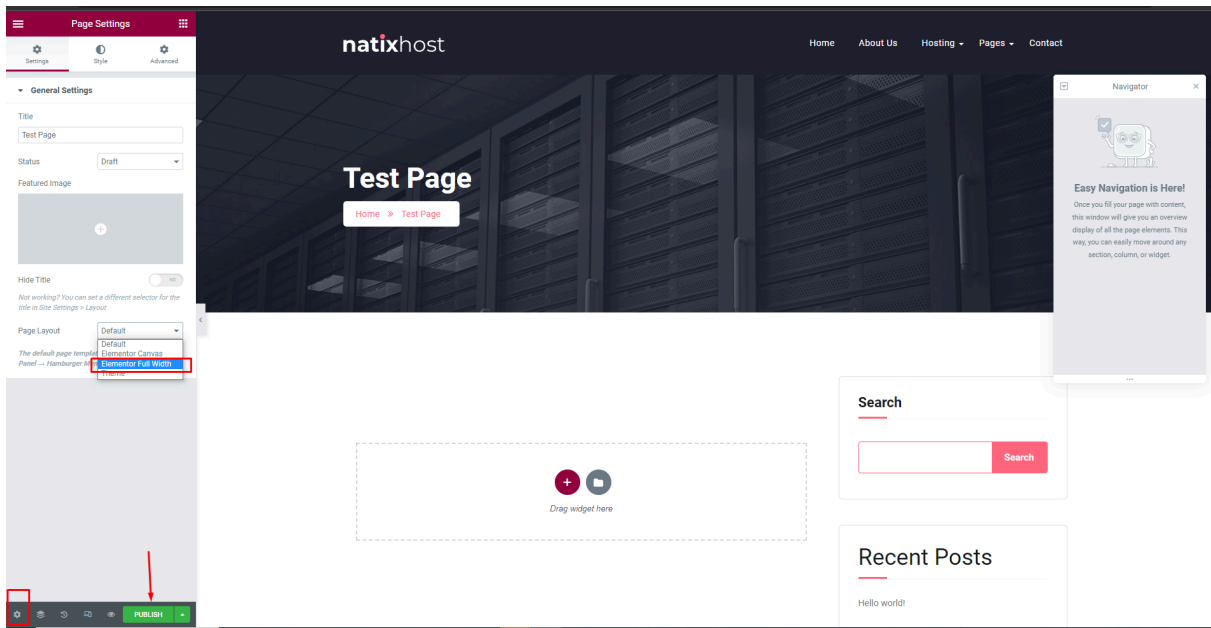 Page Settings
Settings
Style
Advanced
General Settings
Title
Test Page
Status
Draft
Featured Image
Hide Title
NO
Not working? You can set a different selector for the
title in Site Settings > Layout
Page Layout
Default
Default
The default page templat
Elementor Canvas
Panel → Hamburger Men
Elementor Full Width
Theme
PUBLISH
natixhost
Home
About Us
Hosting
Pages
Contact
Test Page
Home » Test Page
Drag widget here
Search
Search
Recent Posts
Hello world!
Navigator
Easy Navigation is Here!
Once you fill your page with content,
this window will give you an overview
display of all the page elements. This
way, you can easily move around any
section, column, or widget.